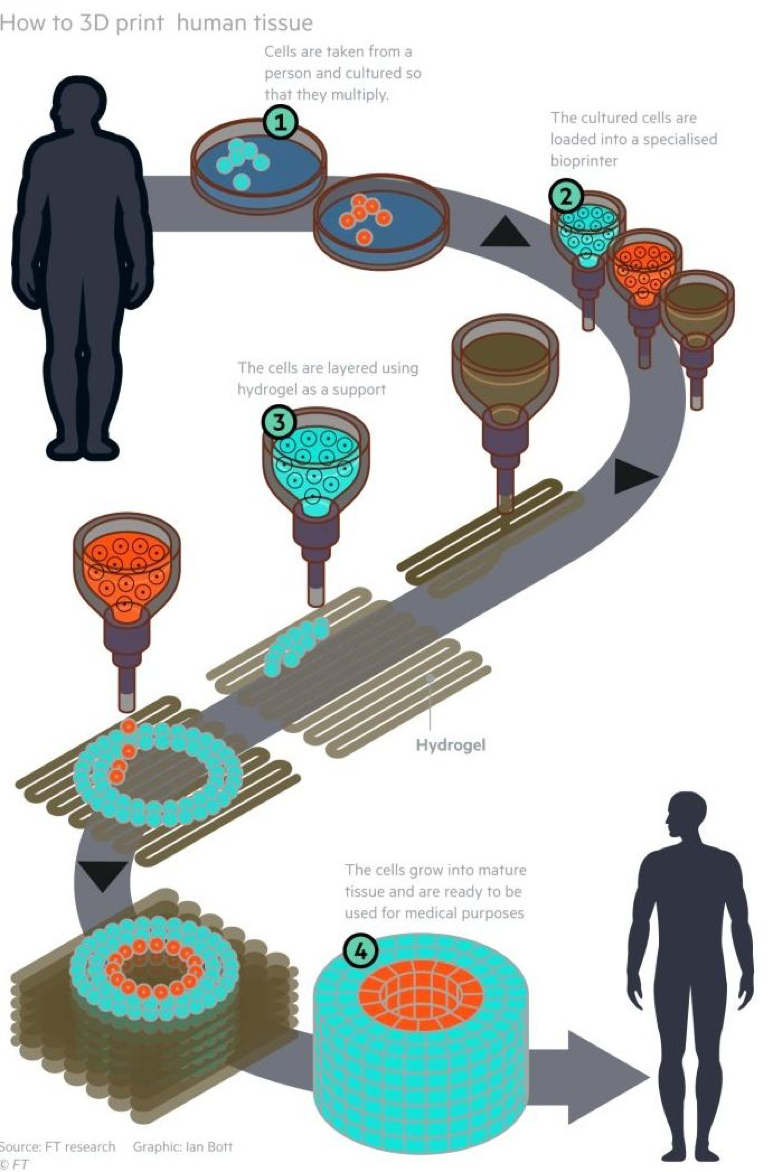 How to 3D print human tissue
Cells are taken from a
person and cultured so
that they multiply.
1
The cultured cells are
loaded into a specialised
bioprinter
2
The cells are layered using
hydrogel as a support
3
Hydrogel
The cells grow into mature
tissue and are ready to be
used for medical purposes
4
Source: FT research Graphic: Ian Bott
© FT